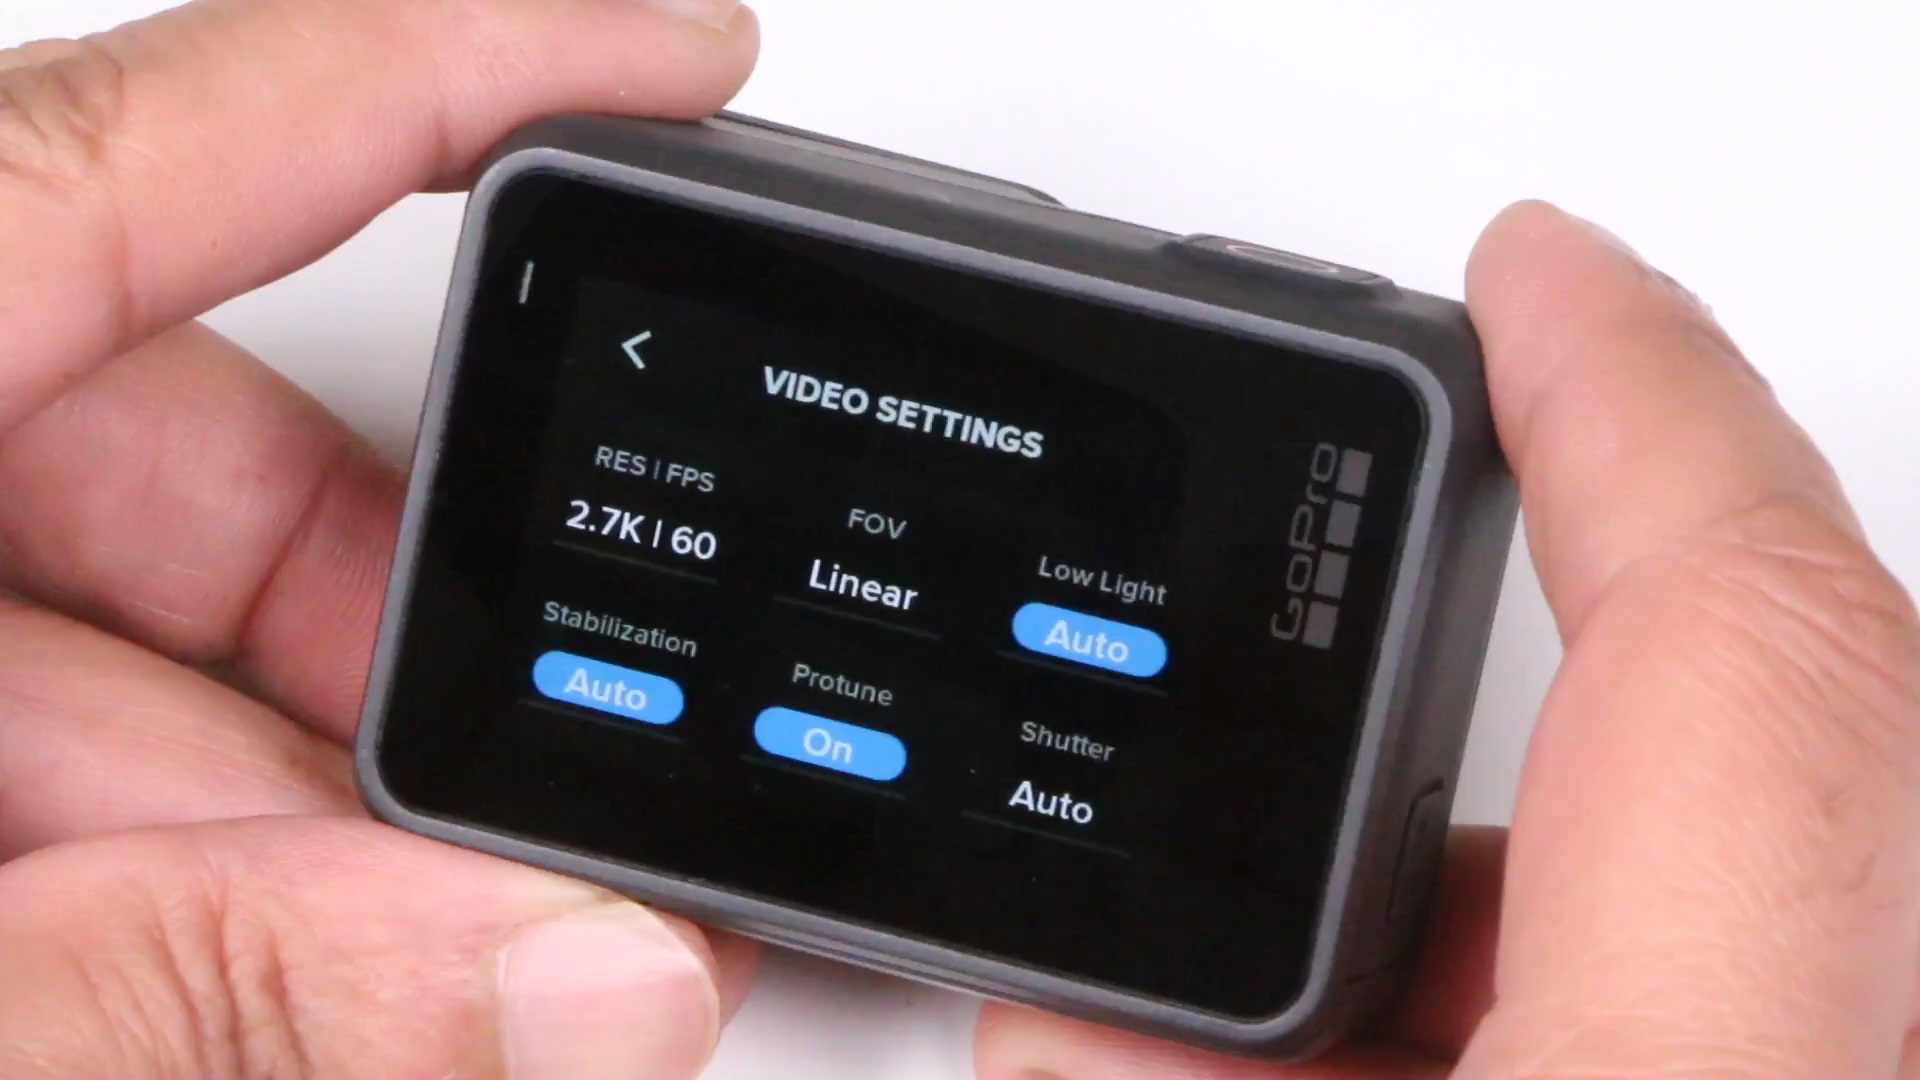 VIDEO SETTINGS
RES | FPS
2.7K | 60
FOV
Linear
Low Light
Auto
Stabilization
Auto
Protune
On
Shutter
Auto
GoPro